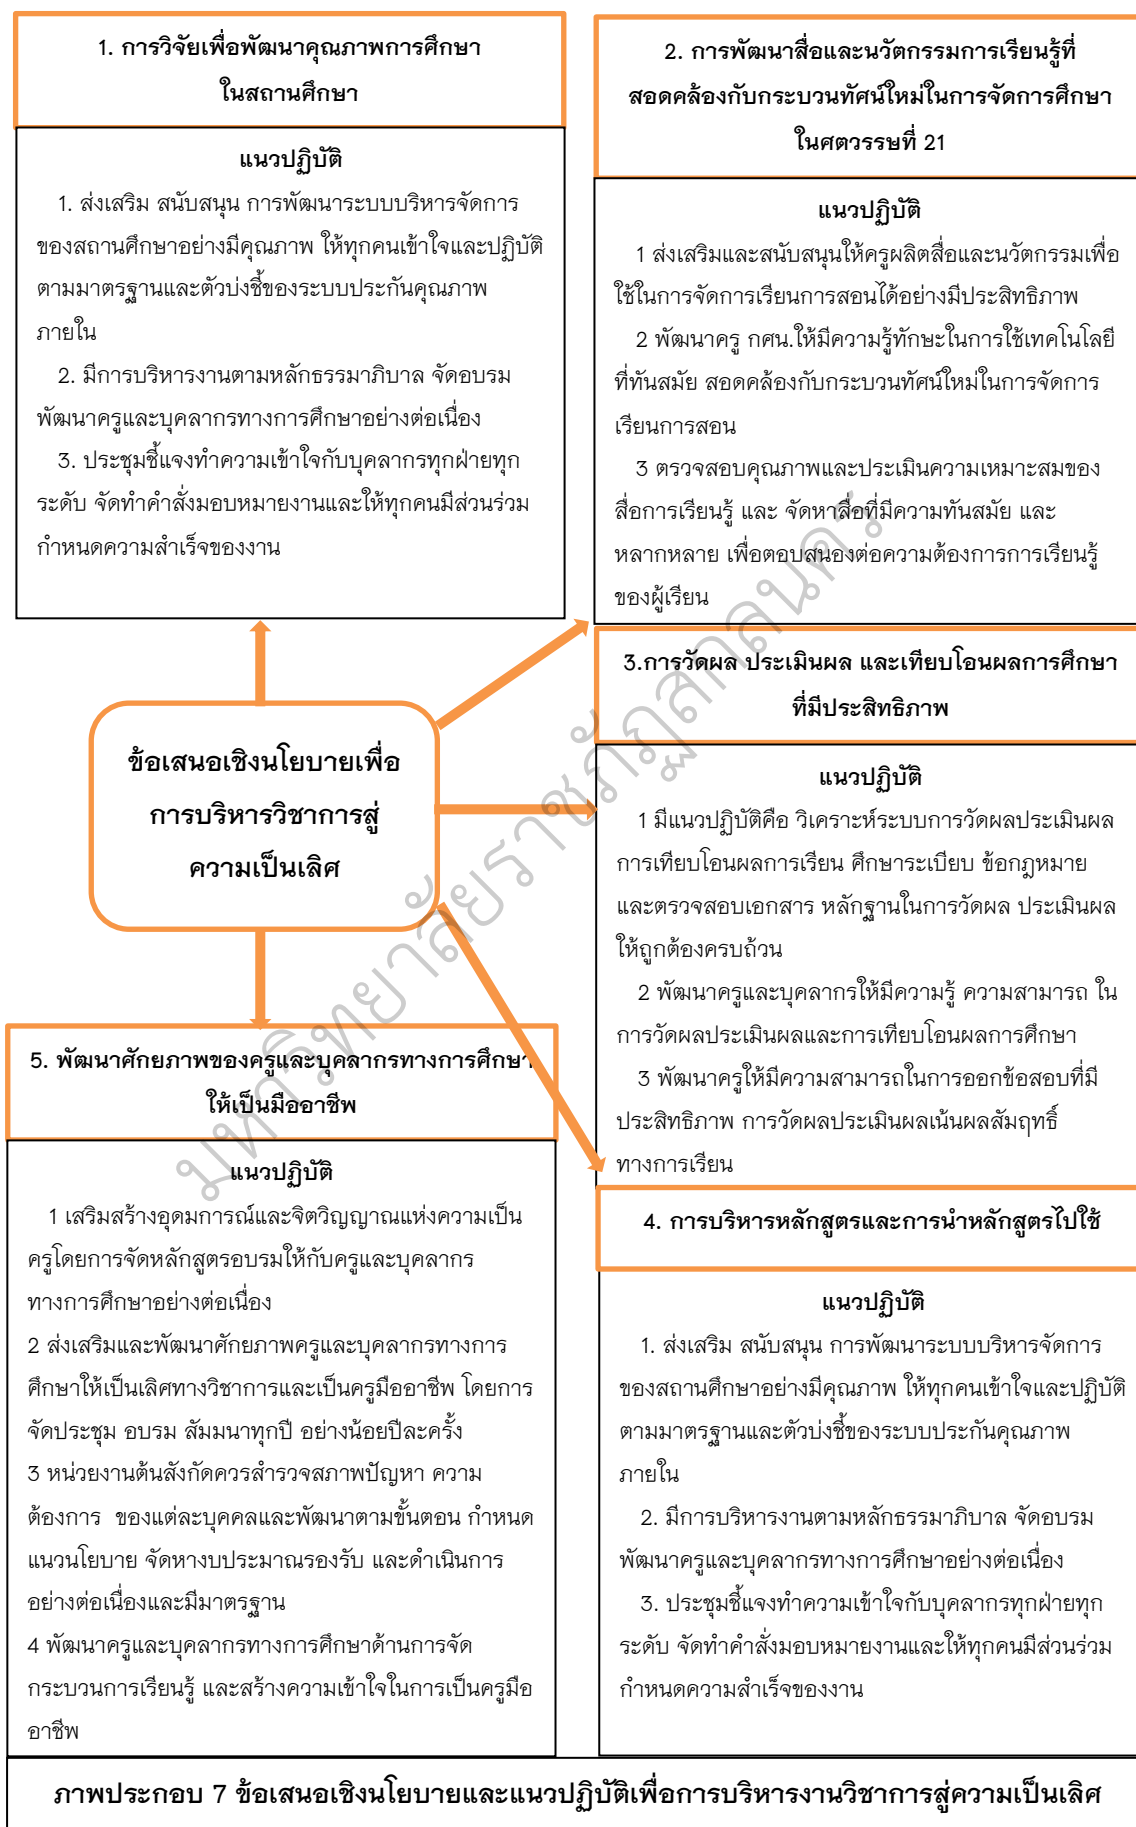 1. การวิจัยเพื่อพัฒนาคุณภาพการศึกษา
ในสถานศึกษา
แนวปฏิบัติ
1. ส่งเสริม สนับสนุน การพัฒนาระบบบริหารจัดการ
ของสถานศึกษาอย่างมีคุณภาพ ให้ทุกคนเข้าใจและปฏิบัติ
ตามมาตรฐานและตัวบ่งชี้ของระบบประกันคุณภาพ
ภายใน
2. มีการบริหารงานตามหลักธรรมาภิบาล จัดอบรม
พัฒนาครูและบุคลากรทางการศึกษาอย่างต่อเนื่อง
3. ประชุมชี้แจงทำความเข้าใจกับบุคลากรทุกฝ่ายทุก
ระดับ จัดทำคำสั่งมอบหมายงานและให้ทุกคนมีส่วนร่วม
กำหนดความสำเร็จของงาน
2. การพัฒนาสื่อและนวัตกรรมการเรียนรู้ที่
สอดคล้องกับกระบวนทัศน์ใหม่ในการจัดการศึกษา
ในศตวรรษที่ 21
แนวปฏิบัติ
1 ส่งเสริมและสนับสนุนให้ครูผลิตสื่อและนวัตกรรมเพื่อ
ใช้ในการจัดการเรียนการสอนได้อย่างมีประสิทธิภาพ
2 พัฒนาครู กศน.ให้มีความรู้ทักษะในการใช้เทคโนโลยี
ที่ทันสมัย สอดคล้องกับกระบวนทัศน์ใหม่ในการจัดการ
เรียนการสอน
3 ตรวจสอบคุณภาพและประเมินความเหมาะสมของ
สื่อการเรียนรู้ และ จัดหาสื่อที่มีความทันสมัย และ
หลากหลาย เพื่อตอบสนองต่อความต้องการการเรียนรู้
ของผู้เรียน
ข้อเสนอเชิงนโยบายเพื่อ
การบริหารวิชาการสู่
ความเป็นเลิศ
3.การวัดผล ประเมินผล และเทียบโอนผลการศึกษา
ที่มีประสิทธิภาพ
แนวปฏิบัติ
1 มีแนวปฏิบัติคือ วิเคราะห์ระบบการวัดผลประเมินผล
การเทียบโอนผลการเรียน ศึกษาระเบียบ ข้อกฎหมาย
และตรวจสอบเอกสาร หลักฐานในการวัดผล ประเมินผล
ให้ถูกต้องครบถ้วน
2 พัฒนาครูและบุคลากรให้มีความรู้ ความสามารถ ใน
การวัดผลประเมินผลและการเทียบโอนผลการศึกษา
3 พัฒนาครูให้มีความสามารถในการออกข้อสอบที่มี
ประสิทธิภาพ การวัดผลประเมินผลเน้นผลสัมฤทธิ์
ทางการเรียน
4. การบริหารหลักสูตรและการนำหลักสูตรไปใช้
แนวปฏิบัติ
1. ส่งเสริม สนับสนุน การพัฒนาระบบบริหารจัดการ
ของสถานศึกษาอย่างมีคุณภาพ ให้ทุกคนเข้าใจและปฏิบัติ
ตามมาตรฐานและตัวบ่งชี้ของระบบประกันคุณภาพ
ภายใน
2. มีการบริหารงานตามหลักธรรมาภิบาล จัดอบรม
พัฒนาครูและบุคลากรทางการศึกษาอย่างต่อเนื่อง
3. ประชุมชี้แจงทำความเข้าใจกับบุคลากรทุกฝ่ายทุก
ระดับ จัดทำคำสั่งมอบหมายงานและให้ทุกคนมีส่วนร่วม
กำหนดความสำเร็จของงาน
5. พัฒนาศักยภาพของครูและบุคลากรทางการศึกษา
ให้เป็นมืออาชีพ
แนวปฏิบัติ
1 เสริมสร้างอุดมการณ์และจิตวิญญาณแห่งความเป็น
ครูโดยการจัดหลักสูตรอบรมให้กับครูและบุคลากร
ทางการศึกษาอย่างต่อเนื่อง
2 ส่งเสริมและพัฒนาศักยภาพครูและบุคลากรทางการ
ศึกษาให้เป็นเลิศทางวิชาการและเป็นครูมืออาชีพ โดยการ
จัดประชุม อบรม สัมมนาทุกปี อย่างน้อยปีละครั้ง
3 หน่วยงานต้นสังกัดควรสำรวจสภาพปัญหา ความ
ต้องการ ของแต่ละบุคคลและพัฒนาตามขั้นตอน กำหนด
แนวนโยบาย จัดหางบประมาณรองรับ และดำเนินการ
อย่างต่อเนื่องและมีมาตรฐาน
4 พัฒนาครูและบุคลากรทางการศึกษาด้านการจัด
กระบวนการเรียนรู้ และสร้างความเข้าใจในการเป็นครูมือ
อาชีพ
ภาพประกอบ 7 ข้อเสนอเชิงนโยบายและแนวปฏิบัติเพื่อการบริหารงานวิชาการสู่ความเป็นเลิศ
มหาวิทยาลัยราชภัฏสกลนคร